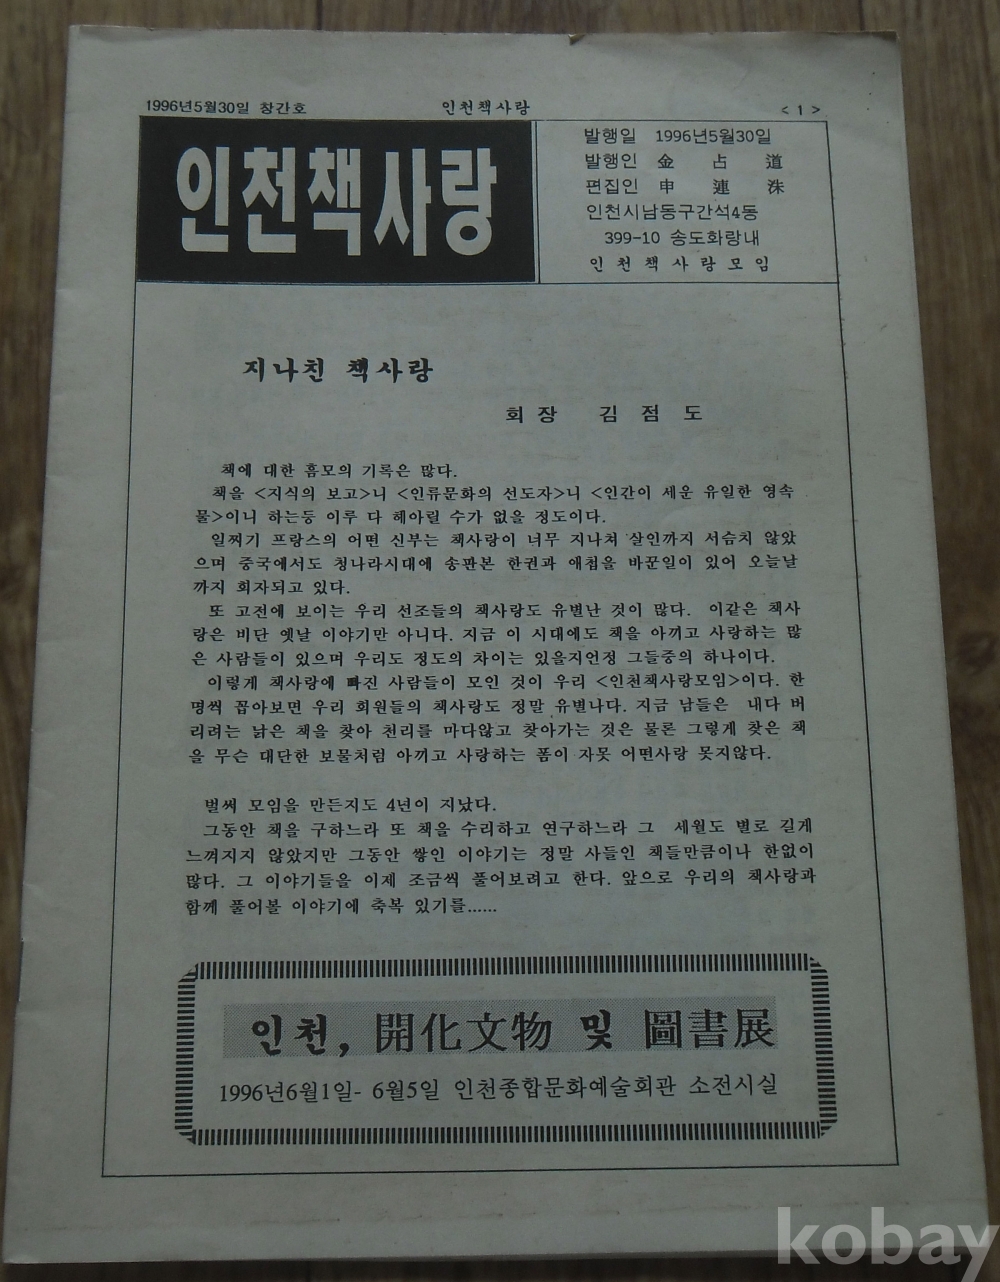 1996년5월30일 창간호 인천책사랑 < 1 >
인천책사랑
발행일 1996년5월30일
발행인 金 占 道
편집인 申 連 洙
인천시남동구간석4동
399-10 송도화랑내
인 천 책 사 랑 모 임
지나친 책사랑
회 장 김 점 도
책에 대한 흠모의 기록은 많다.
책을 <지식의 보고>니 <인류문화의 선도자>니 <인간이 세운 유일한 영속
물>이니 하는등 이루 다 헤아릴 수가 없을 정도이다.
일찌기 프랑스의 어떤 신부는 책사랑이 너무 지나쳐 살인까지 서슴치 않았
으며 중국에서도 청나라시대에 송판본 한권과 애첩을 바꾼일이 있어 오늘날
까지 회자되고 있다.
또 고전에 보이는 우리 선조들의 책사랑도 유별난 것이 많다. 이같은 책사
랑은 비단 옛날 이야기만 아니다. 지금 이 시대에도 책을 아끼고 사랑하는 많
은 사람들이 있으며 우리도 정도의 차이는 있을지언정 그들중의 하나이다.
이렇게 책사랑에 빠진 사람들이 모인 것이 우리 <인천책사랑모임>이다. 한
명씩 꼽아보면 우리 회원들의 책사랑도 정말 유별나다. 지금 남들은 내다 버
리려는 낡은 책을 찾아 천리를 마다않고 찾아가는 것은 물론 그렇게 찾은 책
을 무슨 대단한 보물처럼 아끼고 사랑하는 폼이 자못 어떤사랑 못지않다.
벌써 모임을 만든지도 4년이 지났다.
그동안 책을 구하느라 또 책을 수리하고 연구하느라 그 세월도 별로 길게
느껴지지 않았지만 그동안 쌓인 이야기는 정말 사들인 책들만큼이나 한없이
많다. 그 이야기들을 이제 조금씩 풀어보려고 한다. 앞으로 우리의 책사랑과
함께 풀어볼 이야기에 축복 있기를......
인천, 開化文物 및 圖書展
1996년6월1일- 6월5일 인천종합문화예술회관 소전시실
kobay